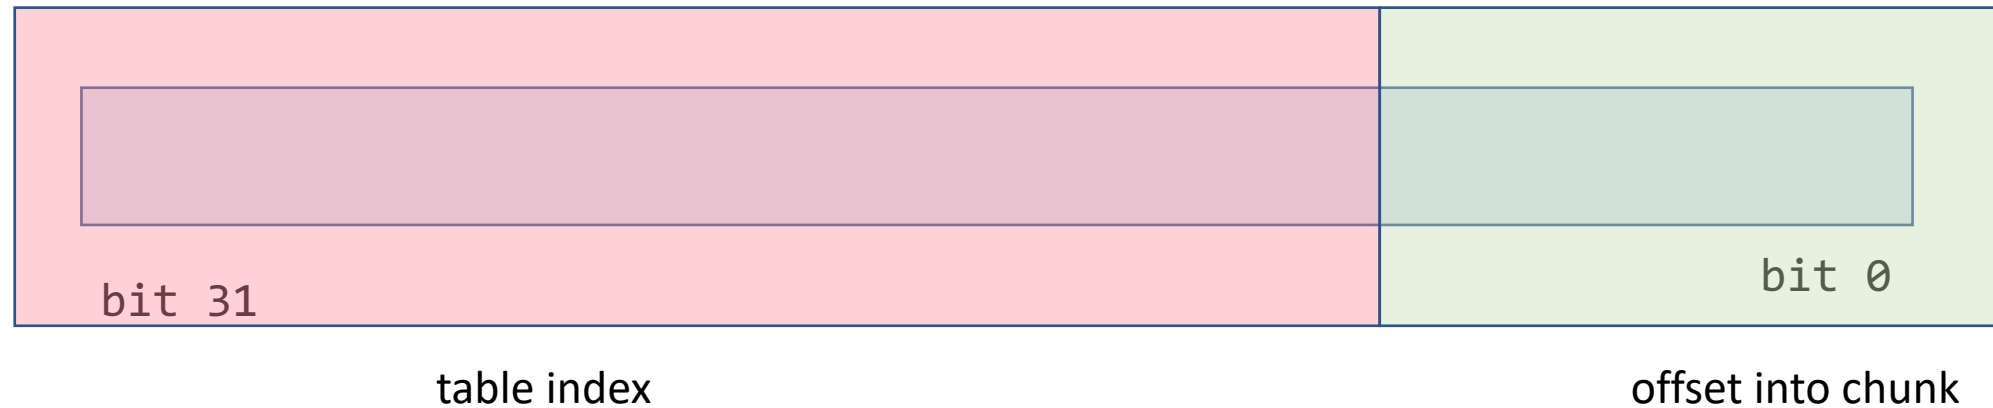 bit 31
bit 0
table index
offset into chunk